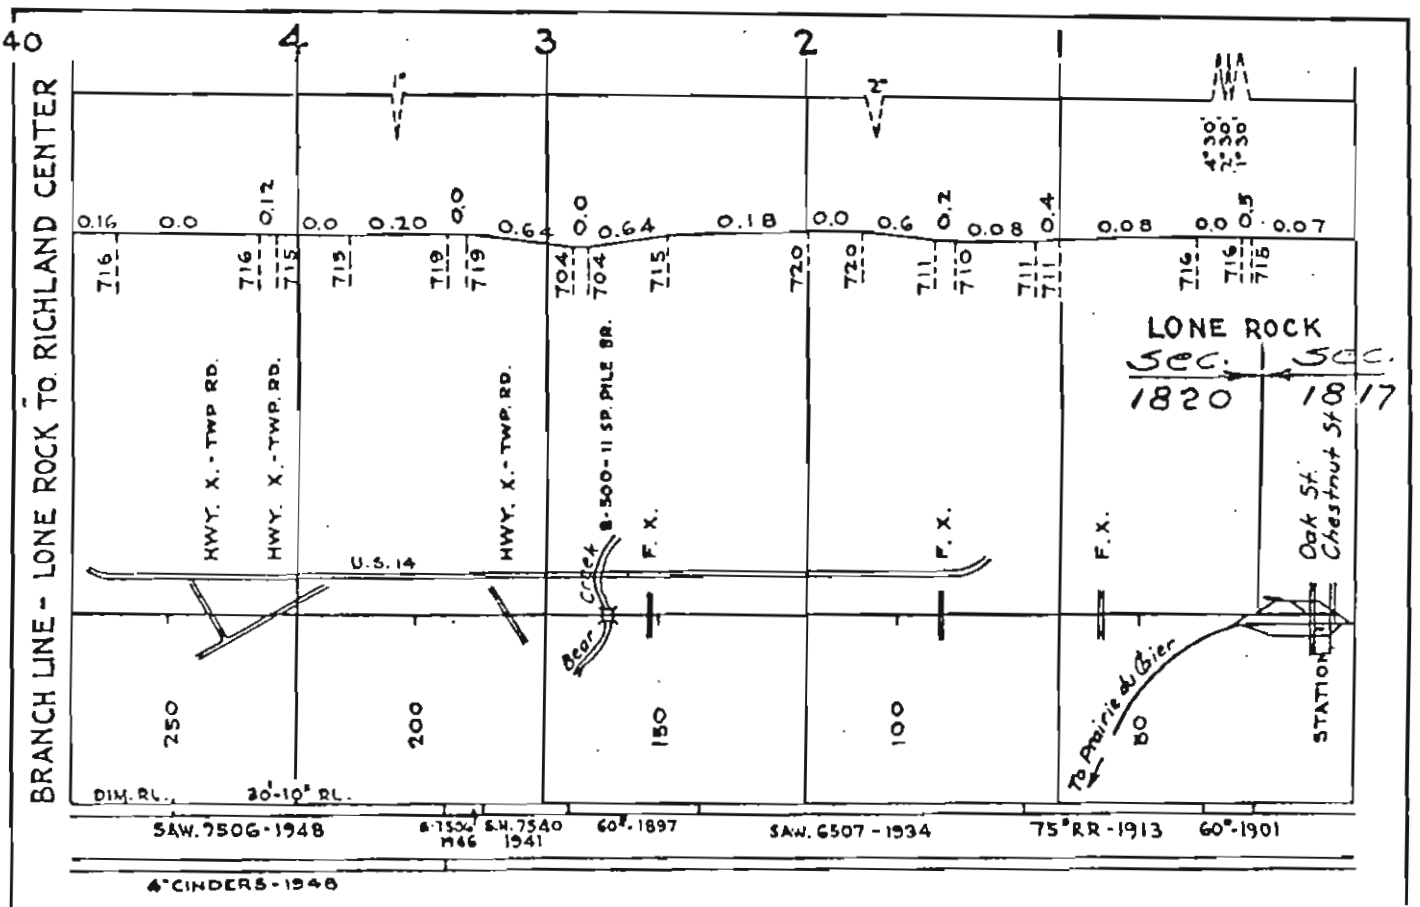 40
4
3
2
1
BRANCH LINE - LONE ROCK TO RICHLAND CENTER
1°
2°
4°30'
2°30'
1°30'
0.16 0.0 0.12 0.0 0.20 0.0 0.64 0.0 0.64 0.18 0.0 0.6 0.2 0.08 0.4 0.08 0.0 0.5 0.07
716 716 715 715 719 719 704 704 715 720 720 711 710 711 711 716 716
LONE ROCK
Sec. Sec.
1820 1817
HWY. X.-TWP. RD.
HWY. X.-TWP. RD.
HWY. X.-TWP. RD.
B-500-11 SP. PILE BR.
F. X.
F. X.
F. X.
Oak St.
Chestnut St
U.S. 14
Bear Creek
To Prairie du Chier
STATION
250
200
150
100
DIM. RL. 30'-10" RL.
SAW. 7506-1948
1946
S.H. 7540
1941
60#-1897
SAW. 6507-1934
75# RR-1913
60#-1901
4" CINDERS-1948